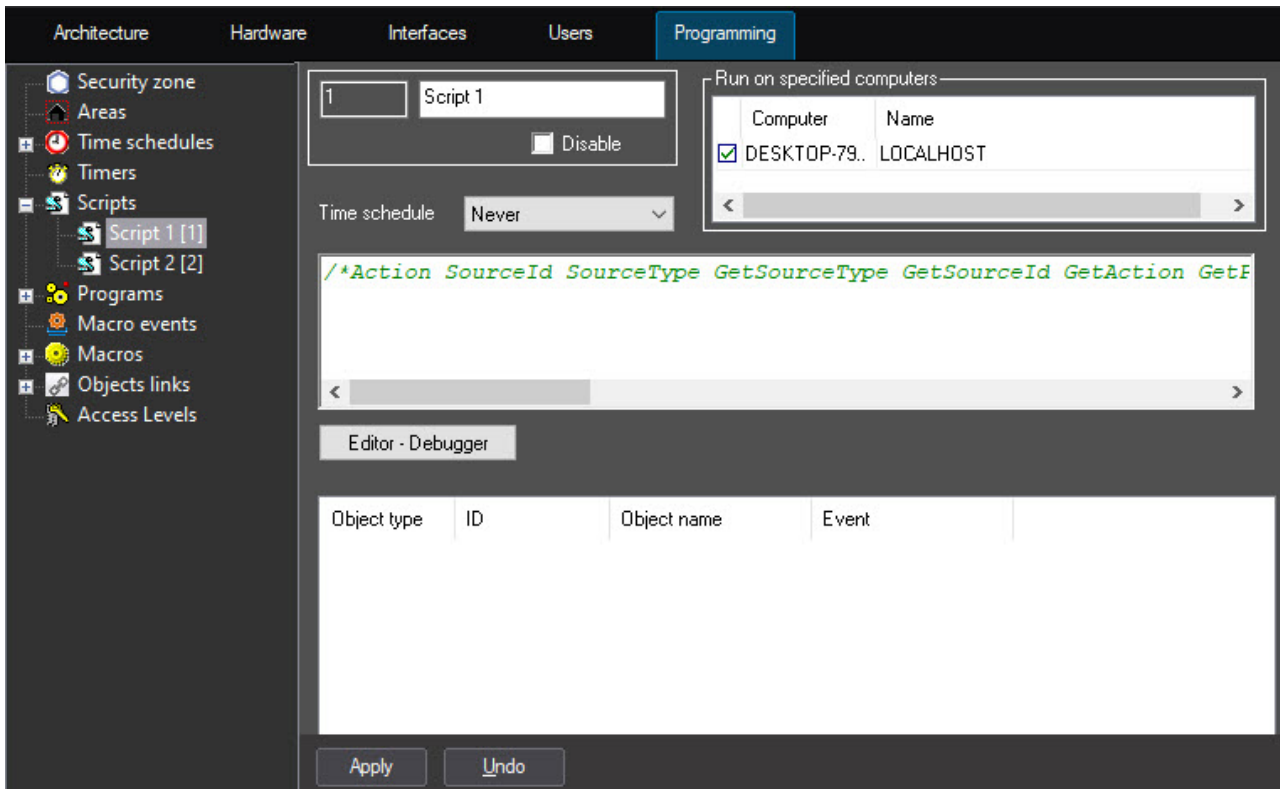 Architecture Hardware Interfaces Users Programming
Security zone
Areas
Time schedules
Timers
Scripts
Script 1 [1]
Script 2 [2]
Programs
Macro events
Macros
Objects links
Access Levels
1 Script 1
Disable
Run on specified computers
Computer Name
DESKTOP-79.. LOCALHOST
Time schedule Never
/*Action SourceId SourceType GetSourceType GetSourceId GetAction
Editor - Debugger
Object type ID Object name Event
Apply Undo